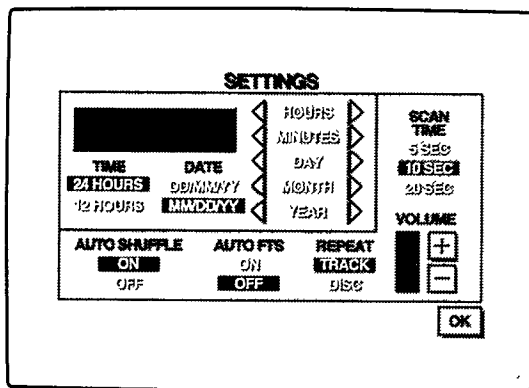 SETTINGS
HOURS
MINUTES
DAY
MONTH
YEAR
TIME
24 HOURS
12 HOURS
DATE
DD/MM/YY
MM/DD/YY
SCAN
TIME
5 SEC
10 SEC
20 SEC
AUTO SHUFFLE
ON
OFF
AUTO FTS
ON
OFF
REPEAT
TRACK
DISC
VOLUME
+
−
OK